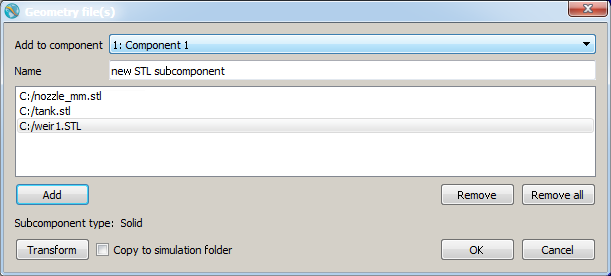 Geometry file(s)
Add to component 1: Component 1
Name new STL subcomponent
C:/nozzle_mm.stl
C:/tank.stl
C:/weir1.STL
Add Remove Remove all
Subcomponent type: Solid
Transform Copy to simulation folder OK Cancel